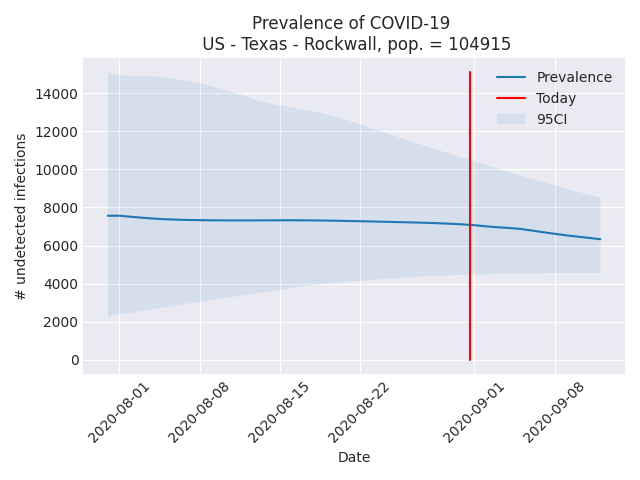 Prevalence of COVID-19
US - Texas - Rockwall, pop. = 104915
Prevalence
Today
95CI
14000
12000
10000
8000
6000
4000
2000
0
# undetected infections
2020-08-01
2020-08-08
2020-08-15
2020-08-22
2020-09-01
2020-09-08
Date